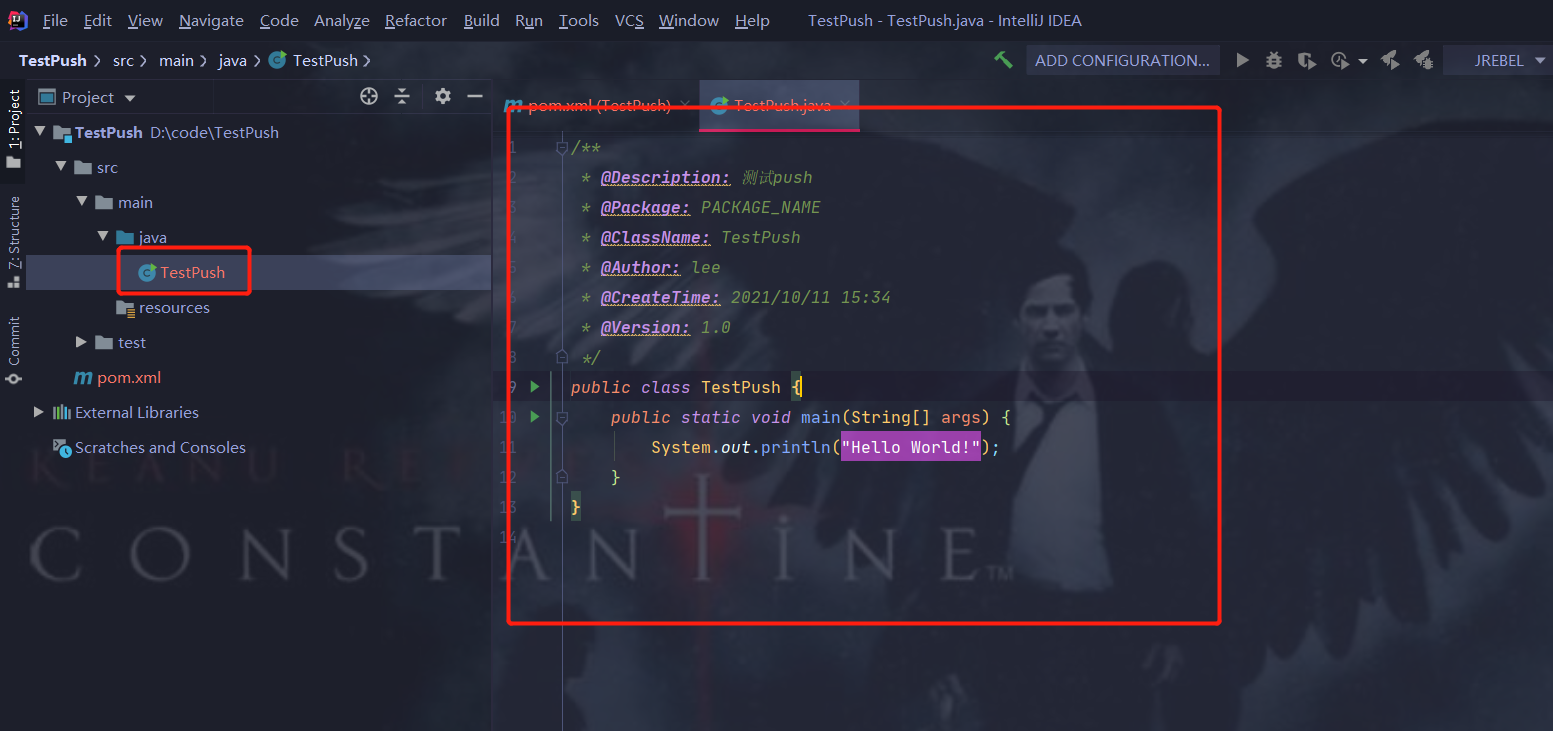 File Edit View Navigate Code Analyze Refactor Build Run Tools VCS Window Help TestPush - TestPush.java - IntelliJ IDEA
TestPush src main java TestPush ADD CONFIGURATION... JREBEL
1: Project
Z: Structure
Commit
Project
TestPush D:\code\TestPush
src
main
java
TestPush
resources
test
pom.xml
External Libraries
Scratches and Consoles
pom.xml (TestPush) TestPush.java
1 /**
2 * @Description: 测试push
3 * @Package: PACKAGE_NAME
4 * @ClassName: TestPush
5 * @Author: lee
6 * @CreateTime: 2021/10/11 15:34
7 * @Version: 1.0
8 */
9 public class TestPush {
10 public static void main(String[] args) {
11 System.out.println("Hello World!");
12 }
13 }
14
KEANU RE
CONSTANTINE™